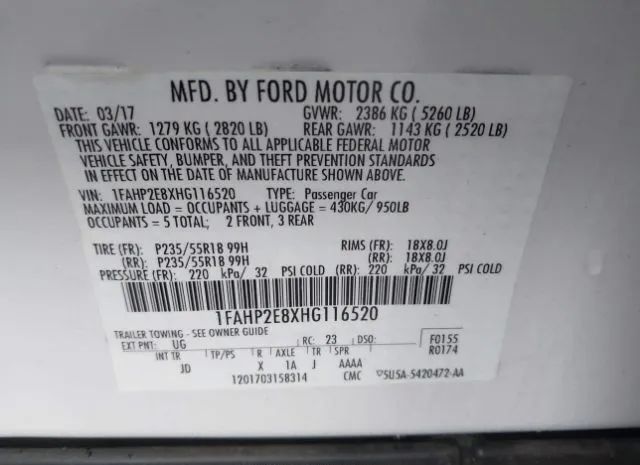 MFD. BY FORD MOTOR CO.
DATE: 03/17 GVWR: 2386 KG ( 5260 LB)
FRONT GAWR: 1279 KG ( 2820 LB) REAR GAWR: 1143 KG ( 2520 LB)
THIS VEHICLE CONFORMS TO ALL APPLICABLE FEDERAL MOTOR
VEHICLE SAFETY, BUMPER, AND THEFT PREVENTION STANDARDS
IN EFFECT ON THE DATE OF MANUFACTURE SHOWN ABOVE.
VIN: 1FAHP2E8XHG116520 TYPE: Passenger Car
MAXIMUM LOAD = OCCUPANTS + LUGGAGE = 430KG/ 950LB
OCCUPANTS = 5 TOTAL; 2 FRONT, 3 REAR
TIRE (FR): P235/55R18 99H RIMS (FR): 18X8.0J
(RR): P235/55R18 99H (RR): 18X8.0J
PRESSURE (FR): 220 kPa/ 32 PSI COLD (RR): 220 kPa/ 32 PSI COLD
1FAHP2E8XHG116520
TRAILER TOWING - SEE OWNER GUIDE
EXT PNT: UG RC: 23 DSO: F0155
R0174
INT TR TP/PS R AXLE TR SPR
JD X 1A J AAAA
1201703158314 CMC 5U5A-5420472-AA